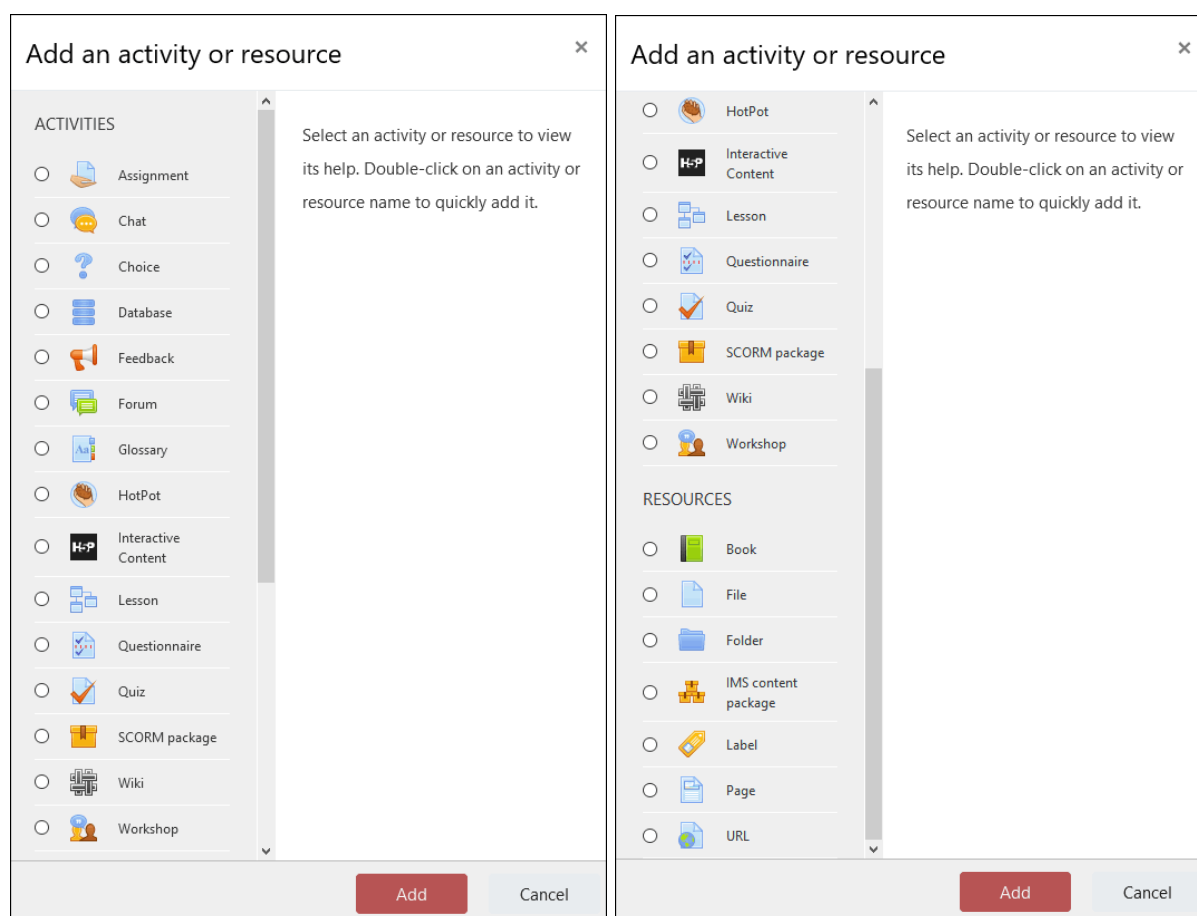 Add an activity or resource
×
ACTIVITIES
Assignment
Chat
Choice
Database
Feedback
Forum
Aa
Glossary
HotPot
H5P
Interactive
Content
Lesson
Questionnaire
Quiz
SCORM package
Wiki
Workshop
Select an activity or resource to view
its help. Double-click on an activity or
resource name to quickly add it.
Add
Cancel
Add an activity or resource
×
HotPot
H5P
Interactive
Content
Lesson
Questionnaire
Quiz
SCORM package
Wiki
Workshop
RESOURCES
Book
File
Folder
IMS content
package
Label
Page
URL
Select an activity or resource to view
its help. Double-click on an activity or
resource name to quickly add it.
Add
Cancel